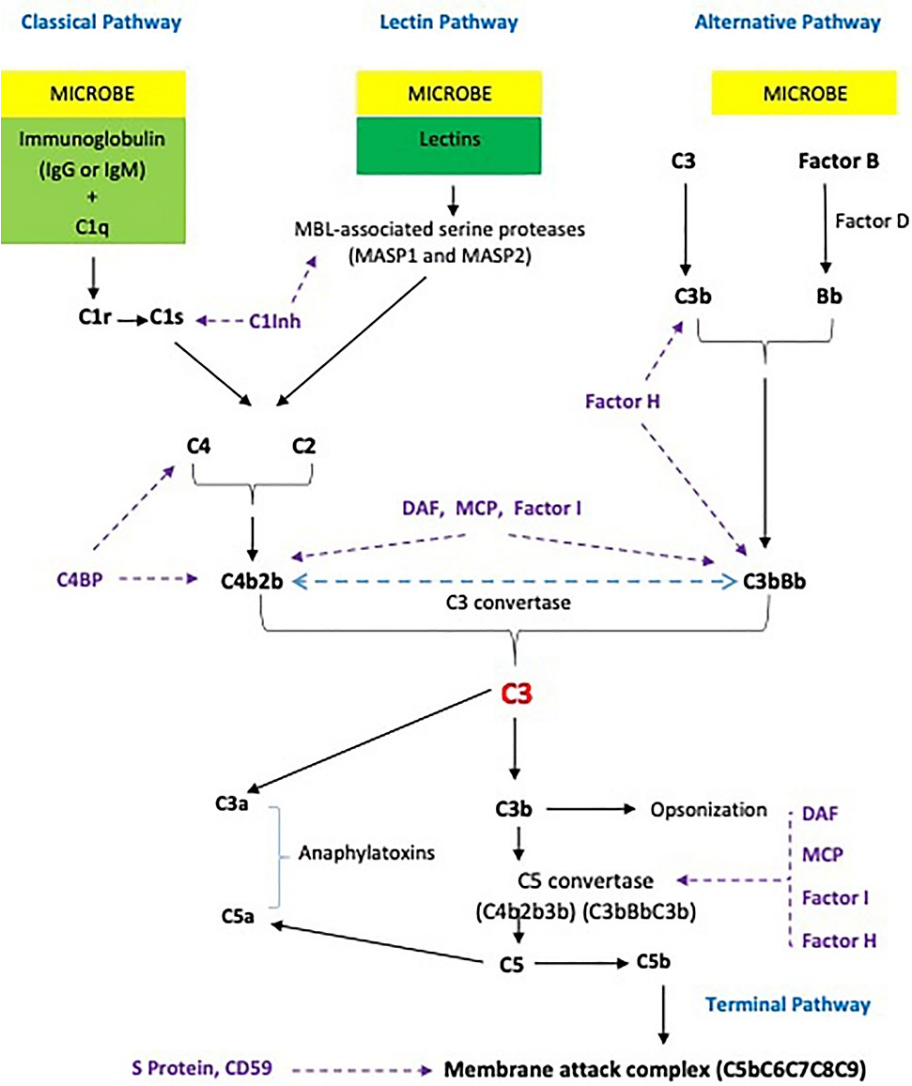 Classical Pathway
Lectin Pathway
Alternative Pathway
MICROBE
MICROBE
MICROBE
Immunoglobulin
(IgG or IgM)
+
C1q
Lectins
C3
Factor B
Factor D
MBL-associated serine proteases
(MASP1 and MASP2)
C3b
Bb
C1r
C1s
C1Inh
Factor H
C4
C2
DAF, MCP, Factor I
C4BP
C4b2b
C3bBb
C3 convertase
C3
C3a
C3b
Opsonization
DAF
MCP
Factor I
Factor H
Anaphylatoxins
C5 convertase
(C4b2b3b) (C3bBbC3b)
C5a
C5
C5b
Terminal Pathway
S Protein, CD59
Membrane attack complex (C5bC6C7C8C9)